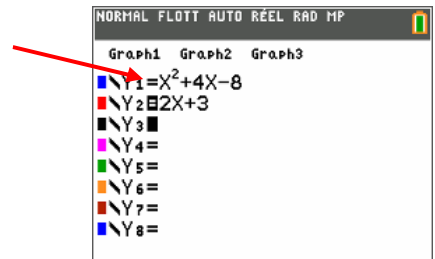 NORMAL FLOTT AUTO RÉEL RAD MP
Graph1 Graph2 Graph3
\Y1=X²+4X−8
\Y2=2X+3
\Y3=
\Y4=
\Y5=
\Y6=
\Y7=
\Y8=